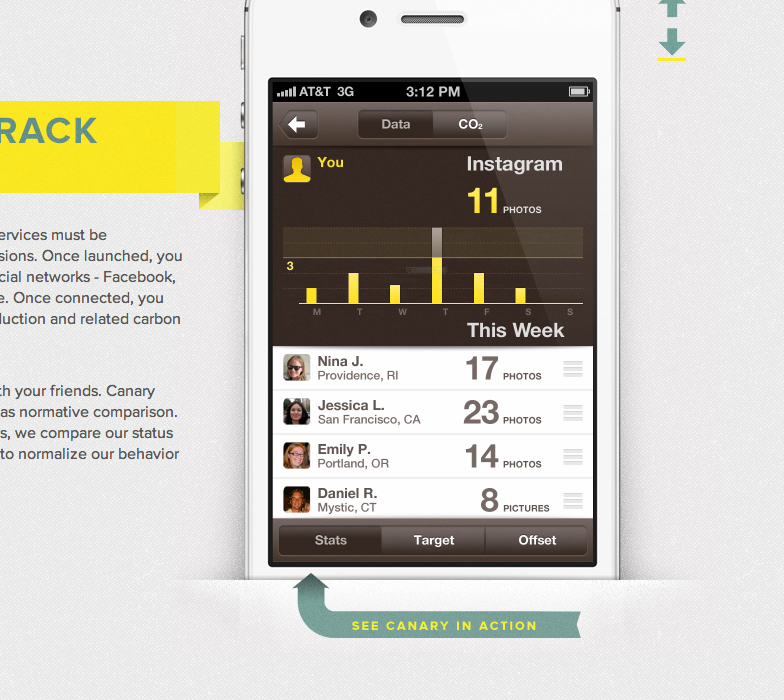 RACK
ervices must be
sions. Once launched, you
cial networks - Facebook,
e. Once connected, you
duction and related carbon
th your friends. Canary
as normative comparison.
s, we compare our status
to normalize our behavior
AT&T 3G 3:12 PM
Data CO₂
You Instagram
11 PHOTOS
3
M T W T F S S
This Week
Nina J.
Providence, RI
17 PHOTOS
Jessica L.
San Francisco, CA
23 PHOTOS
Emily P.
Portland, OR
14 PHOTOS
Daniel R.
Mystic, CT
8 PICTURES
Stats Target Offset
SEE CANARY IN ACTION